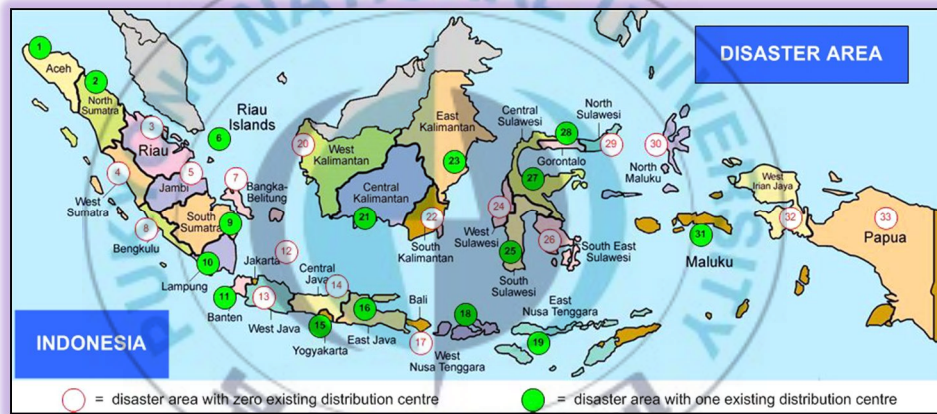 DISASTER AREA
1
Aceh
2
North
Sumatra
3
Riau
Riau
Islands
6
4
West
Sumatra
5
Jambi
7
Bangka-
Belitung
8
Bengkulu
South
Sumatra
9
10
Lampung
11
Banten
Jakarta
12
13
West Java
Central
Java
14
15
Yogyakarta
16
East Java
Bali
17
18
West
Nusa Tenggara
East
Nusa Tenggara
19
20
West
Kalimantan
Central
Kalimantan
21
22
South
Kalimantan
East
Kalimantan
23
Central
Sulawesi
North
Sulawesi
28
29
Gorontalo
27
24
West
Sulawesi
25
South
Sulawesi
26
South East
Sulawesi
30
North
Maluku
31
Maluku
West
Irian Jaya
32
33
Papua
INDONESIA
= disaster area with zero existing distribution centre
= disaster area with one existing distribution centre
NG NATIONAL UNIVERSITY